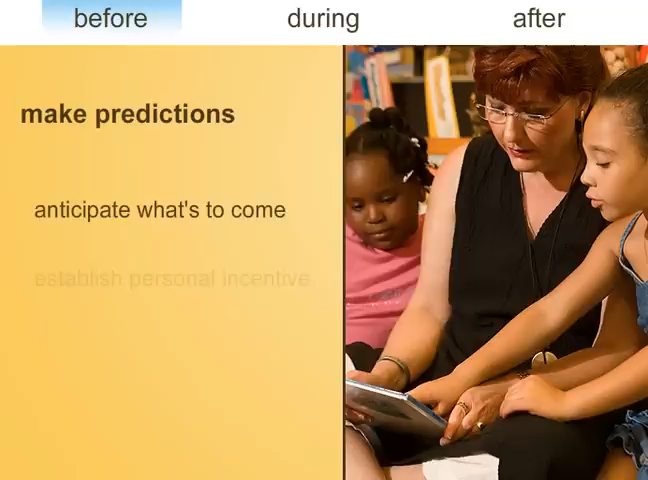 before during after
make predictions
anticipate what's to come
establish personal incentive